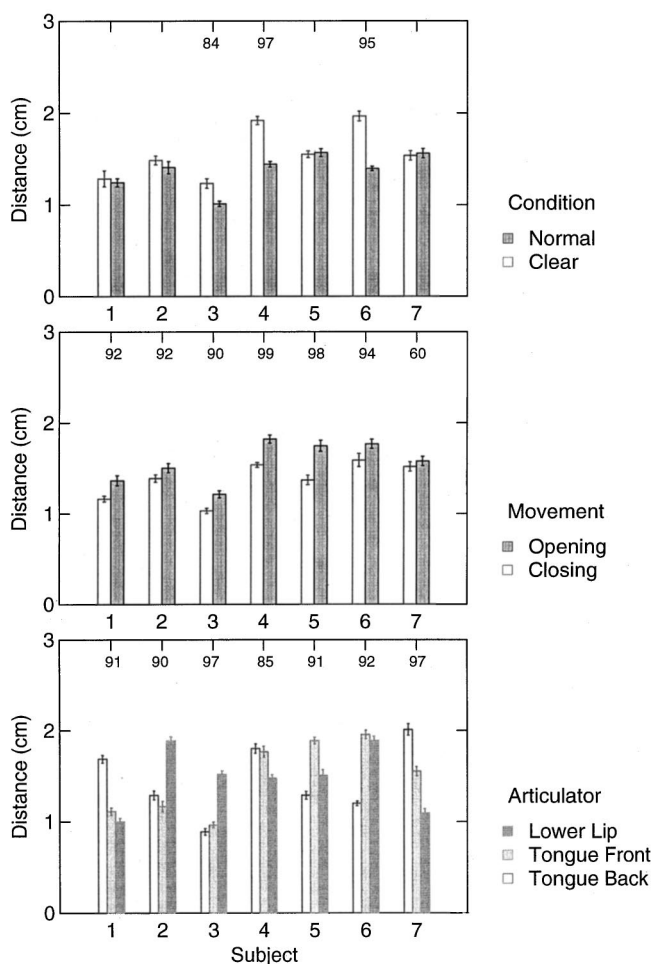 3
84 97 95
2
1
0
Distance (cm)
1 2 3 4 5 6 7
Condition
Normal
Clear
3
92 92 90 99 98 94 60
2
1
0
Distance (cm)
1 2 3 4 5 6 7
Movement
Opening
Closing
3
91 90 97 85 91 92 97
2
1
0
Distance (cm)
1 2 3 4 5 6 7
Subject
Articulator
Lower Lip
Tongue Front
Tongue Back